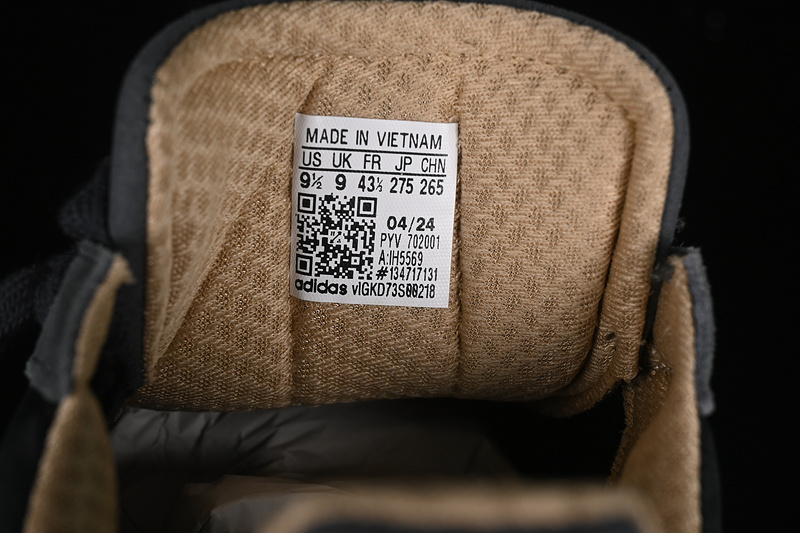 MADE IN VIETNAM
US UK FR JP CHN
9½ 9 43⅓ 275 265
04/24
PYV 702001
A:IH5569
#134717131
adidas vIGKD73S08218